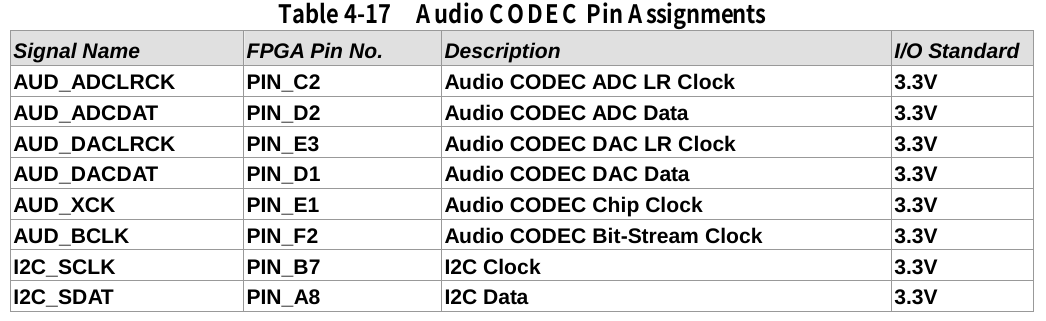 Table 4-17 Audio CODEC Pin Assignments
Signal Name FPGA Pin No. Description I/O Standard
AUD_ADCLRCK PIN_C2 Audio CODEC ADC LR Clock 3.3V
AUD_ADCDAT PIN_D2 Audio CODEC ADC Data 3.3V
AUD_DACLRCK PIN_E3 Audio CODEC DAC LR Clock 3.3V
AUD_DACDAT PIN_D1 Audio CODEC DAC Data 3.3V
AUD_XCK PIN_E1 Audio CODEC Chip Clock 3.3V
AUD_BCLK PIN_F2 Audio CODEC Bit-Stream Clock 3.3V
I2C_SCLK PIN_B7 I2C Clock 3.3V
I2C_SDAT PIN_A8 I2C Data 3.3V